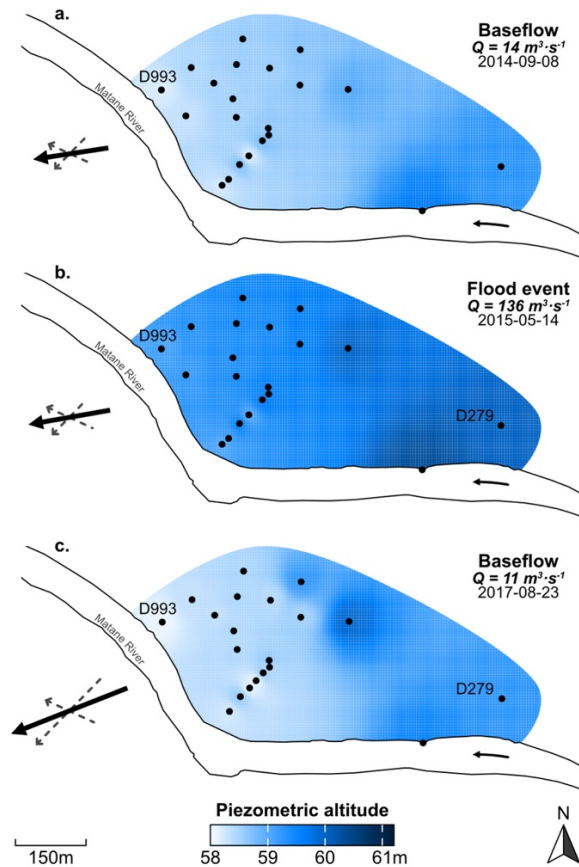 a.
Baseflow
Q = 14 m³·s⁻¹
2014-09-08
D993
Matane River
b.
Flood event
Q = 136 m³·s⁻¹
2015-05-14
D993
Matane River
D279
c.
Baseflow
Q = 11 m³·s⁻¹
2017-08-23
D993
Matane River
D279
Piezometric altitude
58 59 60 61m
150m
N